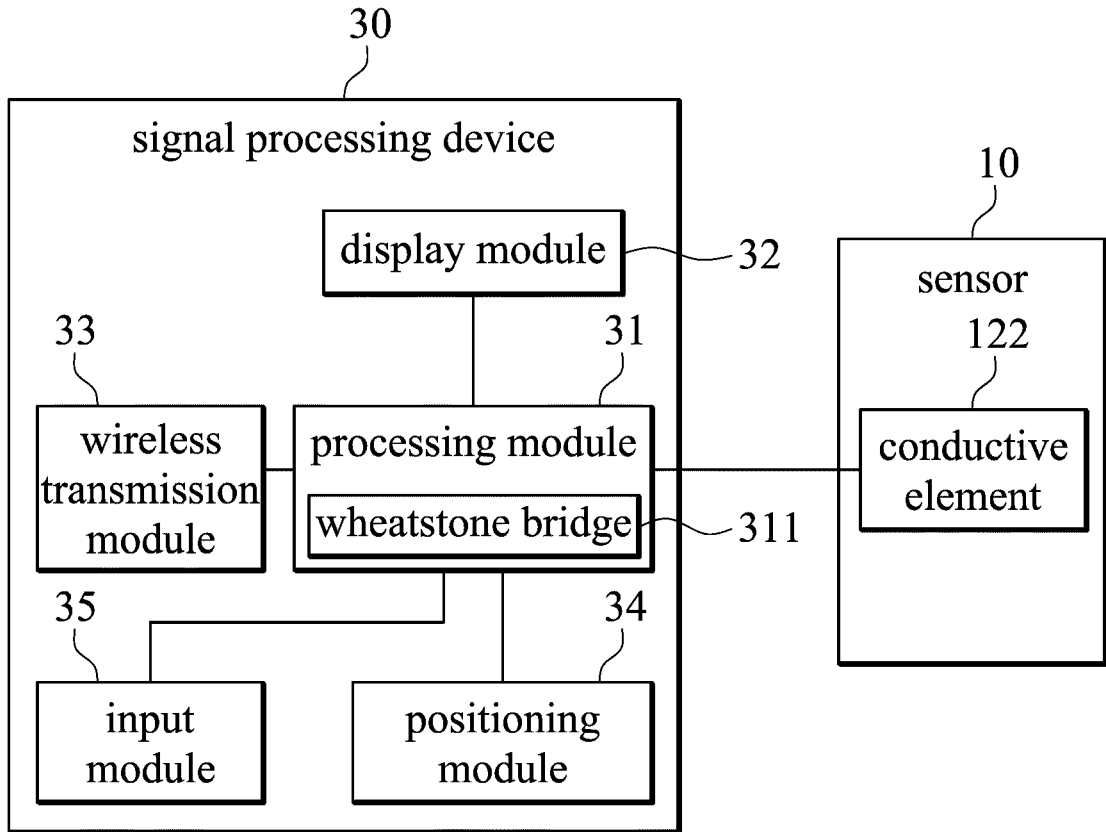 30
signal processing device
10
display module
32
sensor
33
31
122
wireless
transmission
module
processing module
conductive
element
wheatstone bridge
311
35
34
input
module
positioning
module